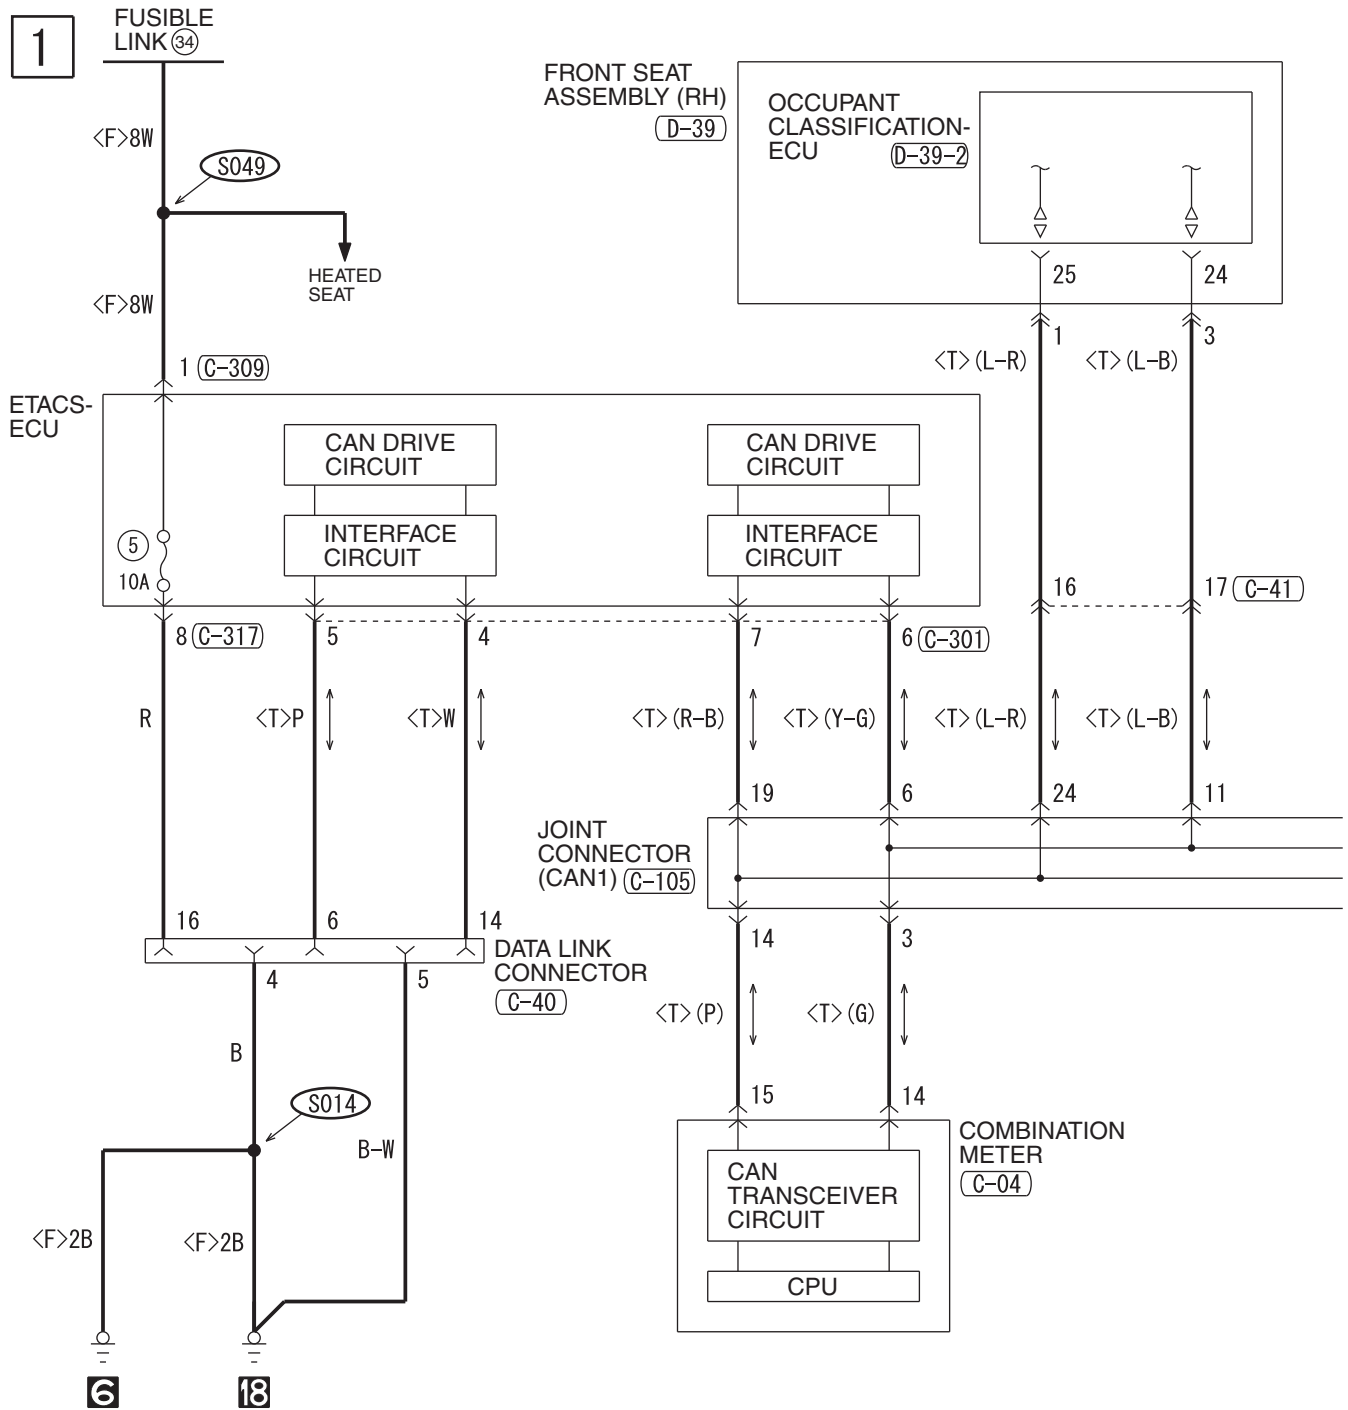 1
FUSIBLE
LINK 34
<F>8W
S049
<F>8W
HEATED
SEAT
1 C-309
FRONT SEAT
ASSEMBLY (RH)
D-39
OCCUPANT
CLASSIFICATION-
ECU D-39-2
25
24
1
3
<T>(L-R)
<T>(L-B)
ETACS-
ECU
CAN DRIVE
CIRCUIT
INTERFACE
CIRCUIT
CAN DRIVE
CIRCUIT
INTERFACE
CIRCUIT
5
10A
16
17 C-41
8 C-317
5
4
7
6 C-301
R
<T>P
<T>W
<T>(R-B)
<T>(Y-G)
<T>(L-R)
<T>(L-B)
19
6
24
11
JOINT
CONNECTOR
(CAN1) C-105
16
6
14
14
3
DATA LINK
CONNECTOR
C-40
4
5
<T>(P)
<T>(G)
B
S014
B-W
15
14
COMBINATION
METER
C-04
CAN
TRANSCEIVER
CIRCUIT
CPU
<F>2B
<F>2B
6
18